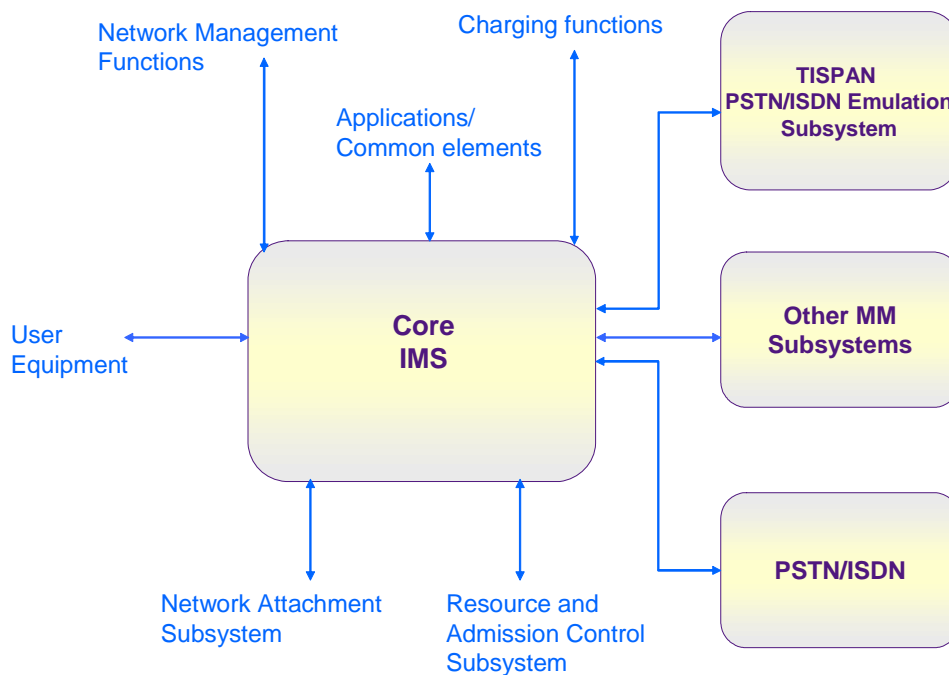 Network Management
Functions
Charging functions
TISPAN
PSTN/ISDN Emulation
Subsystem
Applications/
Common elements
User
Equipment
Core
IMS
Other MM
Subsystems
PSTN/ISDN
Network Attachment
Subsystem
Resource and
Admission Control
Subsystem